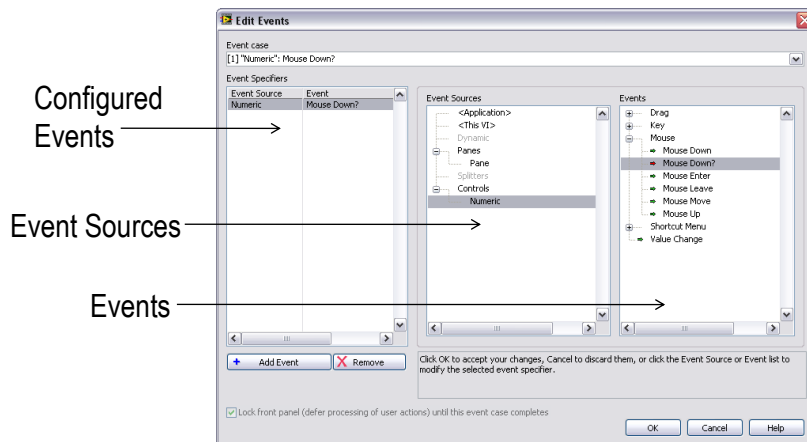 Edit Events
Event case
[1] "Numeric": Mouse Down?
Event Specifiers
Event Source Event
Numeric Mouse Down?
Configured
Events
Event Sources
Events
Event Sources
<Application>
<This VI>
Dynamic
Panes
Pane
Splitters
Controls
Numeric
Events
Drag
Key
Mouse
Mouse Down
Mouse Down?
Mouse Enter
Mouse Leave
Mouse Move
Mouse Up
Shortcut Menu
Value Change
Add Event
Remove
Click OK to accept your changes, Cancel to discard them, or click the Event Source or Event list to
modify the selected event specifier.
Lock front panel (defer processing of user actions) until this event case completes
OK
Cancel
Help